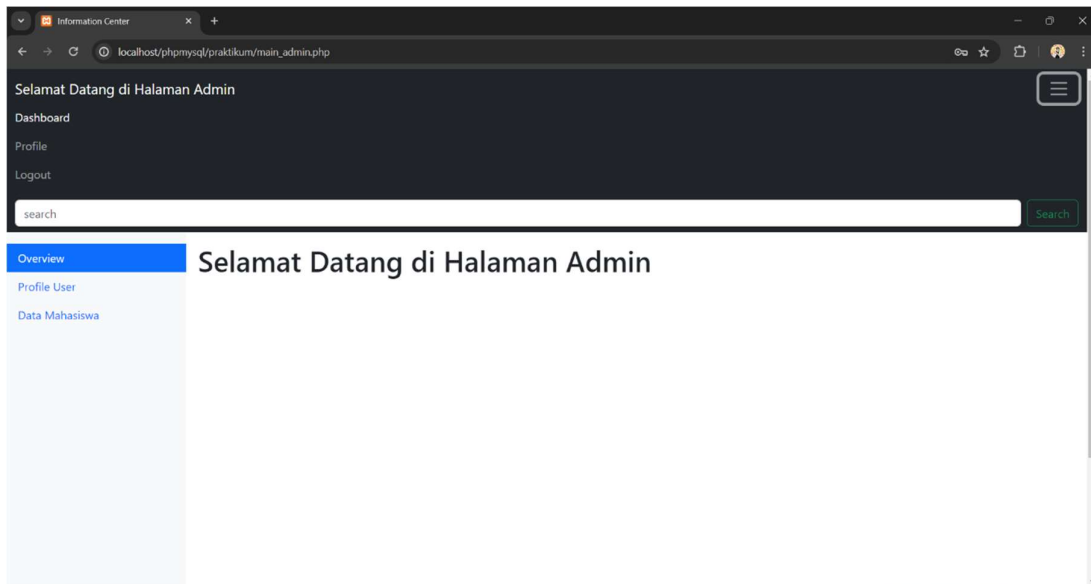 Information Center
localhost/phpmysql/praktikum/main_admin.php
Selamat Datang di Halaman Admin
Dashboard
Profile
Logout
search
Search
Overview
Selamat Datang di Halaman Admin
Profile User
Data Mahasiswa